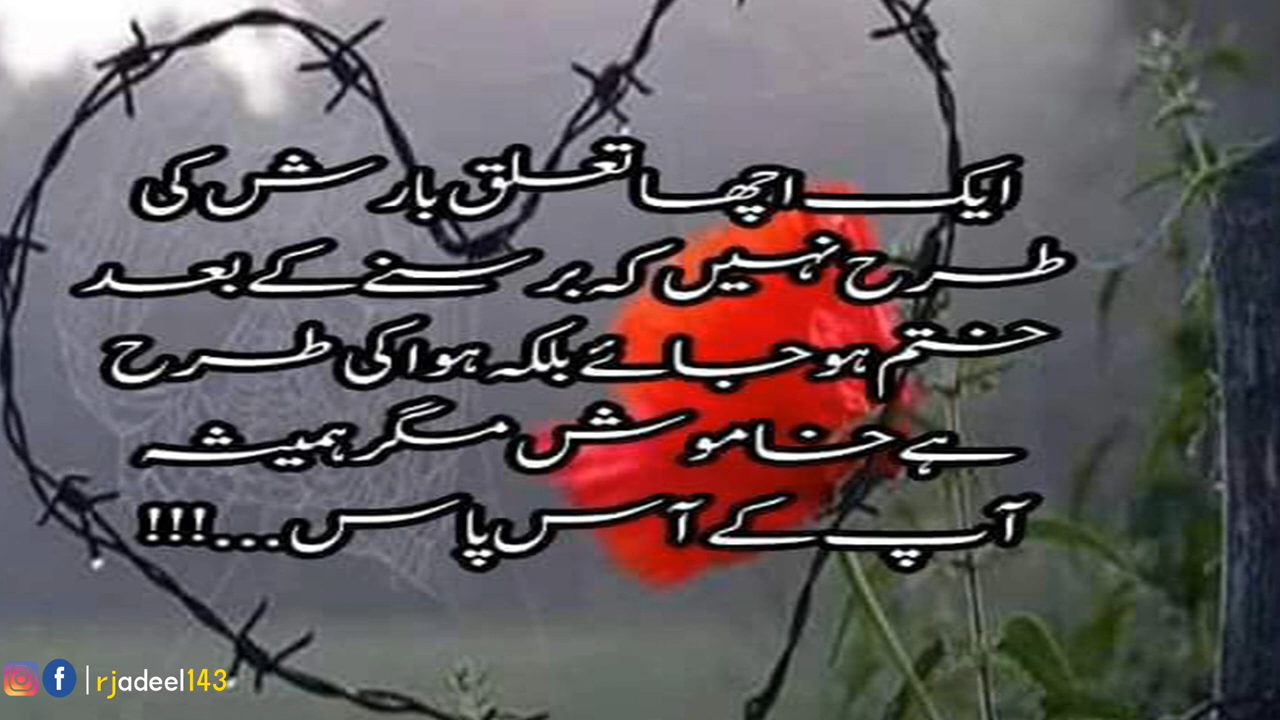 ایک اچھا تعلق بارش کی
طرح نہیں کہ برسنے کے بعد
ختم ہو جائے بلکہ ہوا کی طرح
ہے خاموش مگر ہمیشہ
آپ کے آس پاس...!!!
|rjadeel143